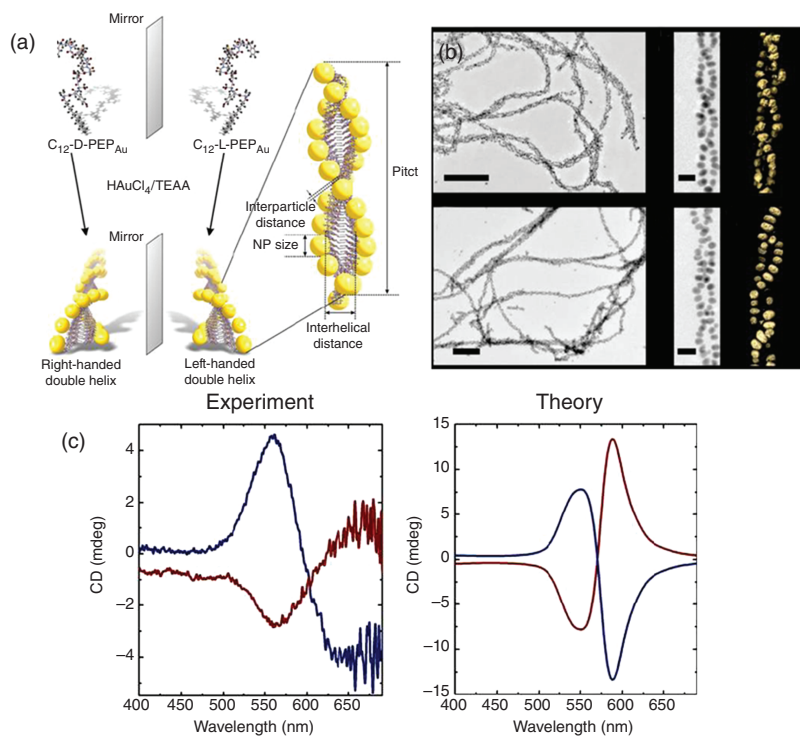 (a)
Mirror
C12-D-PEPAu
C12-L-PEPAu
HAuCl4/TEAA
Mirror
Right-handed
double helix
Left-handed
double helix
Interparticle
distance
NP size
Pitct
Interhelical
distance
(b)
(c)
Experiment
CD (mdeg)
4
2
0
−2
−4
400 450 500 550 600 650
Wavelength (nm)
Theory
CD (mdeg)
15
10
5
0
−5
−10
−15
400 450 500 550 600 650
Wavelength (nm)